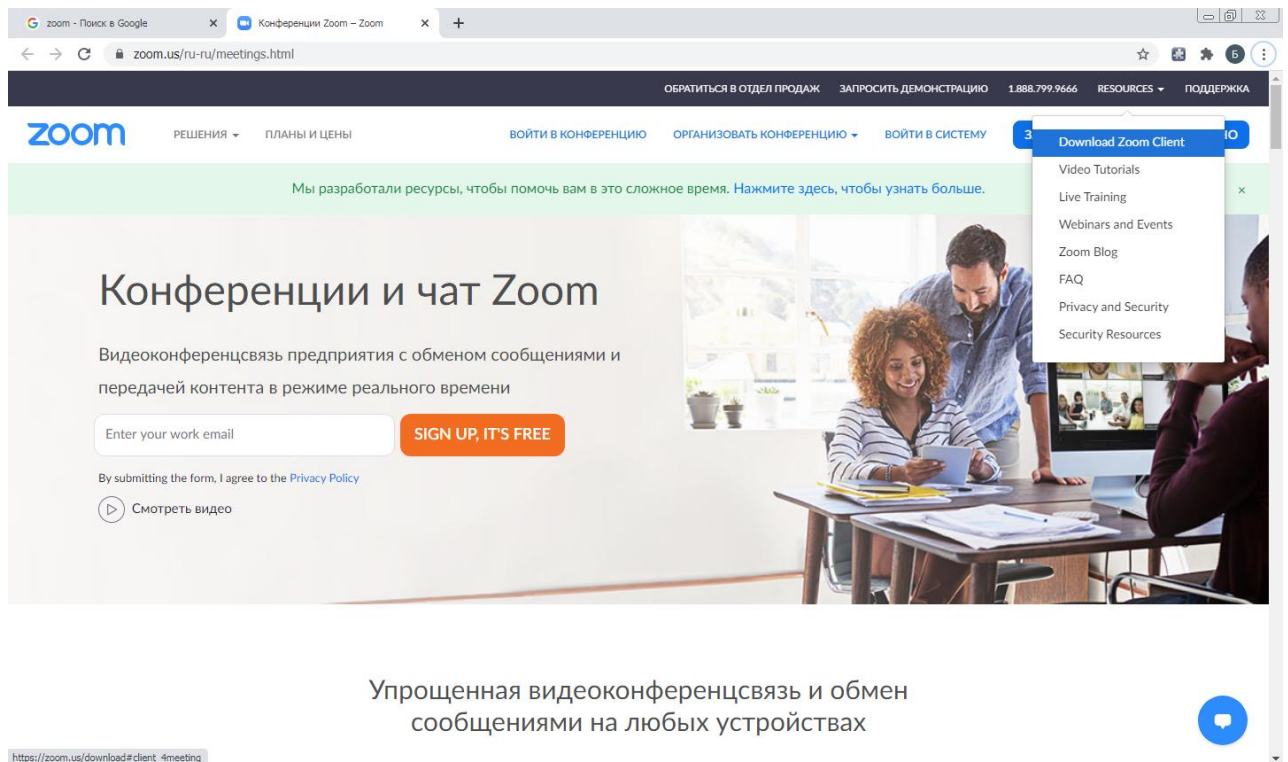 zoom - Поиск в Google
Конференции Zoom – Zoom
zoom.us/ru-ru/meetings.html
Б
ОБРАТИТЬСЯ В ОТДЕЛ ПРОДАЖ ЗАПРОСИТЬ ДЕМОНСТРАЦИЮ 1.888.799.9666 RESOURCES ПОДДЕРЖКА
zoom РЕШЕНИЯ ПЛАНЫ И ЦЕНЫ ВОЙТИ В КОНФЕРЕНЦИЮ ОРГАНИЗОВАТЬ КОНФЕРЕНЦИЮ ВОЙТИ В СИСТЕМУ
Download Zoom Client
Video Tutorials
Live Training
Webinars and Events
Zoom Blog
FAQ
Privacy and Security
Security Resources
Мы разработали ресурсы, чтобы помочь вам в это сложное время. Нажмите здесь, чтобы узнать больше.
Конференции и чат Zoom
Видеоконференцсвязь предприятия с обменом сообщениями и
передачей контента в режиме реального времени
Enter your work email SIGN UP, IT'S FREE
By submitting the form, I agree to the Privacy Policy
Смотреть видео
Упрощенная видеоконференцсвязь и обмен
сообщениями на любых устройствах
https://zoom.us/download#client_4meeting